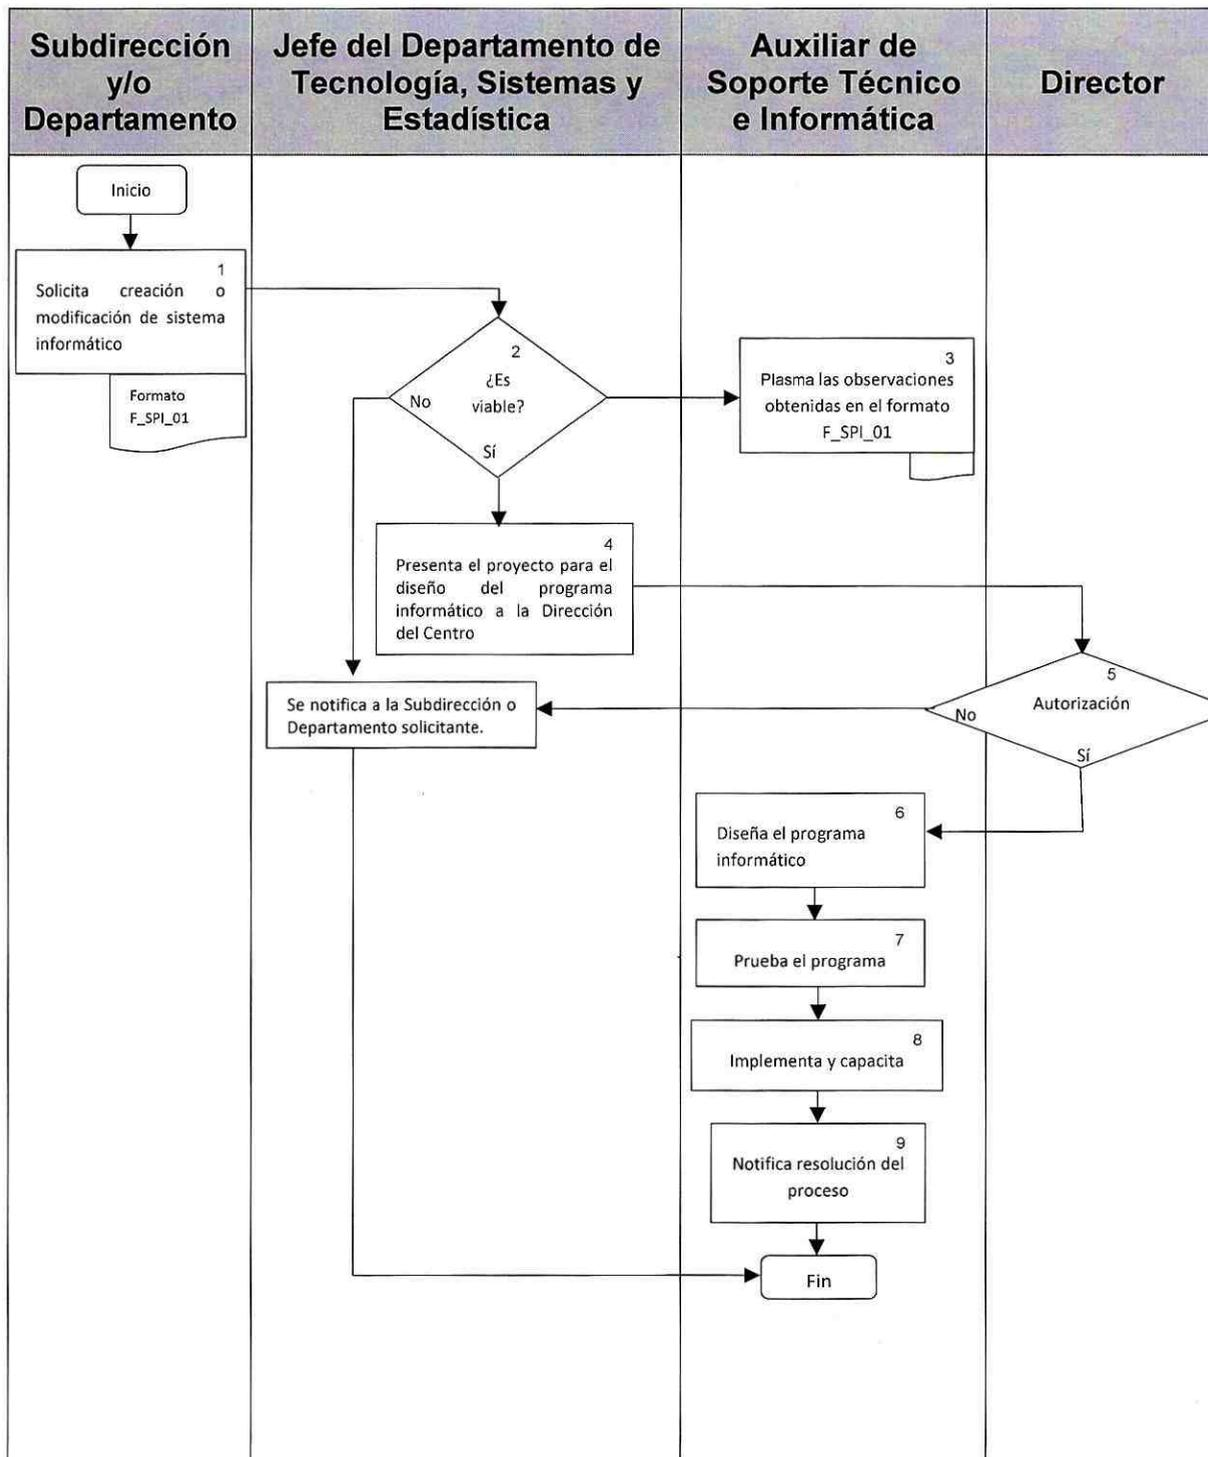 Subdirección
y/o
Departamento
Jefe del Departamento de
Tecnología, Sistemas y
Estadística
Auxiliar de
Soporte Técnico
e Informática
Director
Inicio
1
Solicita creación o
modificación de sistema
informático
Formato
F_SPI_01
2
¿Es
viable?
No
Sí
3
Plasma las observaciones
obtenidas en el formato
F_SPI_01
4
Presenta el proyecto para el
diseño del programa
informático a la Dirección
del Centro
5
Autorización
No
Sí
Se notifica a la Subdirección o
Departamento solicitante.
6
Diseña el programa
informático
7
Prueba el programa
8
Implementa y capacita
9
Notifica resolución del
proceso
Fin